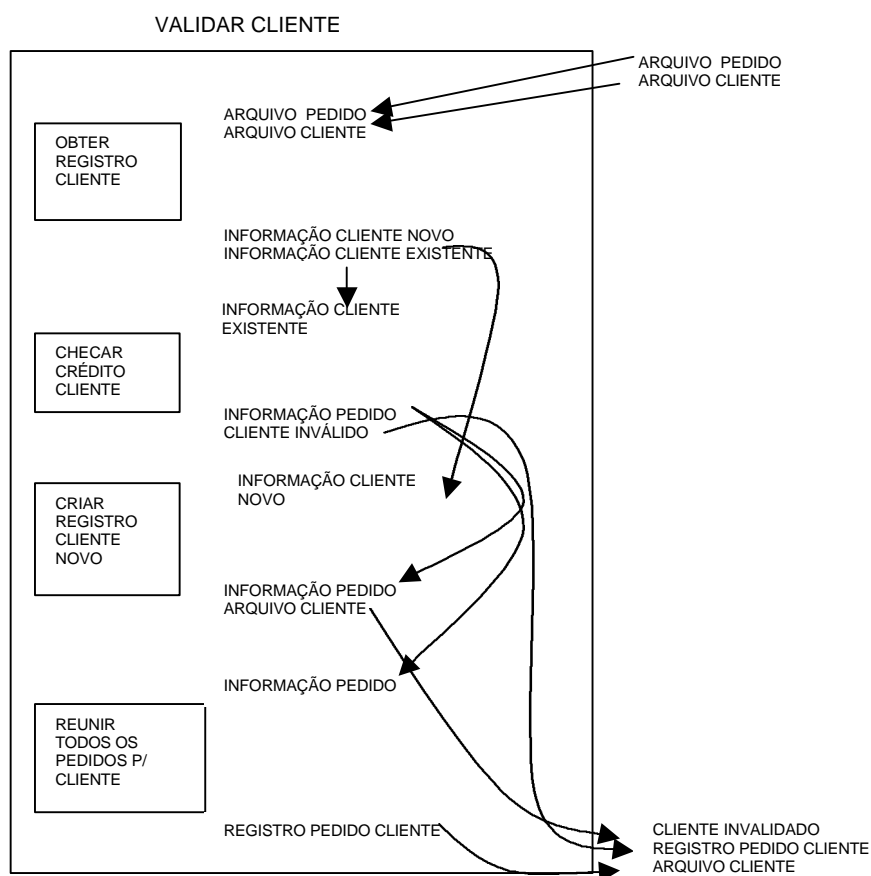 VALIDAR CLIENTE
ARQUIVO PEDIDO
ARQUIVO CLIENTE
ARQUIVO PEDIDO
ARQUIVO CLIENTE
OBTER
REGISTRO
CLIENTE
INFORMAÇÃO CLIENTE NOVO
INFORMAÇÃO CLIENTE EXISTENTE
INFORMAÇÃO CLIENTE
EXISTENTE
CHECAR
CRÉDITO
CLIENTE
INFORMAÇÃO PEDIDO
CLIENTE INVÁLIDO
INFORMAÇÃO CLIENTE
NOVO
CRIAR
REGISTRO
CLIENTE
NOVO
INFORMAÇÃO PEDIDO
ARQUIVO CLIENTE
INFORMAÇÃO PEDIDO
REUNIR
TODOS OS
PEDIDOS P/
CLIENTE
REGISTRO PEDIDO CLIENTE
CLIENTE INVALIDADO
REGISTRO PEDIDO CLIENTE
ARQUIVO CLIENTE